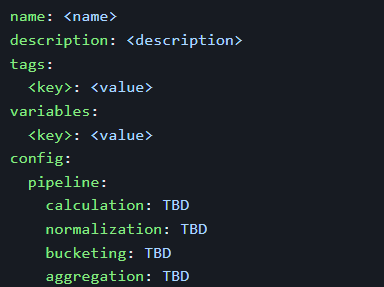 name: <name>
description: <description>
tags:
  <key>: <value>
variables:
  <key>: <value>
config:
  pipeline:
    calculation: TBD
    normalization: TBD
    bucketing: TBD
    aggregation: TBD